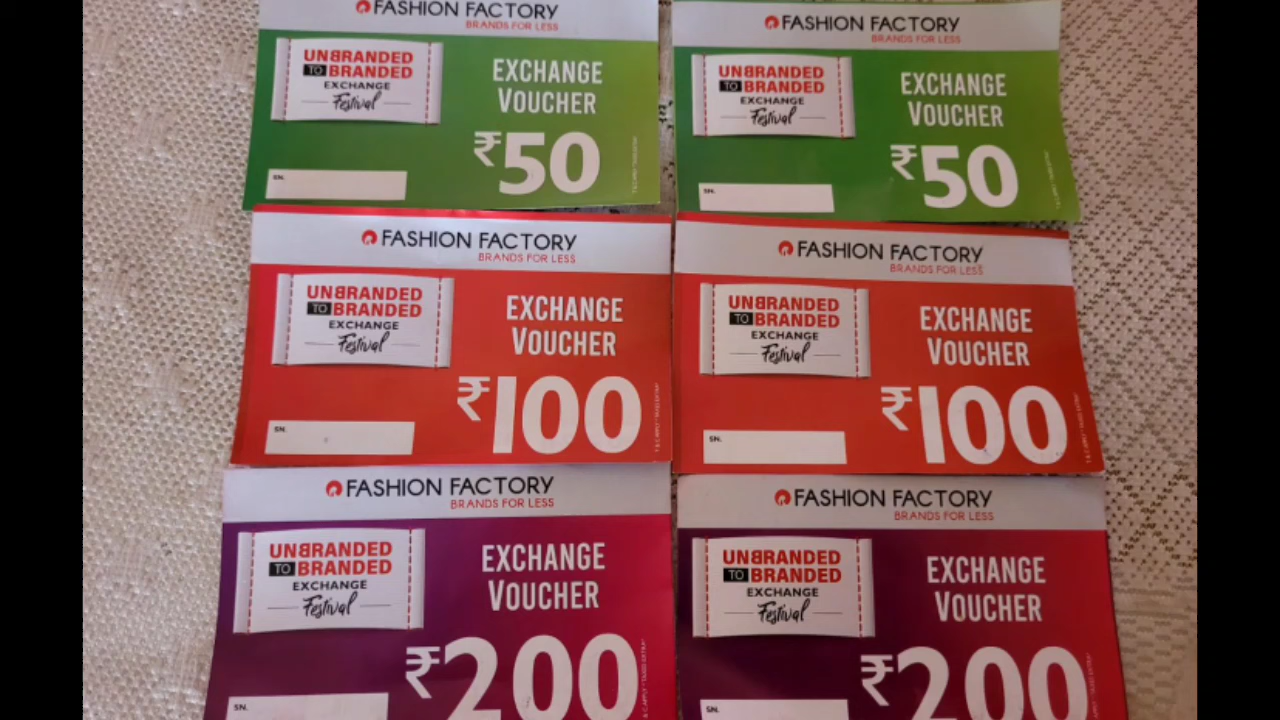 FASHION FACTORY
BRANDS FOR LESS
UNBRANDED
TO BRANDED
EXCHANGE
Festival
EXCHANGE
VOUCHER
₹50
SN.
FASHION FACTORY
BRANDS FOR LESS
UNBRANDED
TO BRANDED
EXCHANGE
Festival
EXCHANGE
VOUCHER
₹50
SN.
FASHION FACTORY
BRANDS FOR LESS
UNBRANDED
TO BRANDED
EXCHANGE
Festival
EXCHANGE
VOUCHER
₹100
SN.
FASHION FACTORY
BRANDS FOR LESS
UNBRANDED
TO BRANDED
EXCHANGE
Festival
EXCHANGE
VOUCHER
₹100
SN.
FASHION FACTORY
BRANDS FOR LESS
UNBRANDED
TO BRANDED
EXCHANGE
Festival
EXCHANGE
VOUCHER
₹200
SN.
FASHION FACTORY
BRANDS FOR LESS
UNBRANDED
TO BRANDED
EXCHANGE
Festival
EXCHANGE
VOUCHER
₹200
SN.